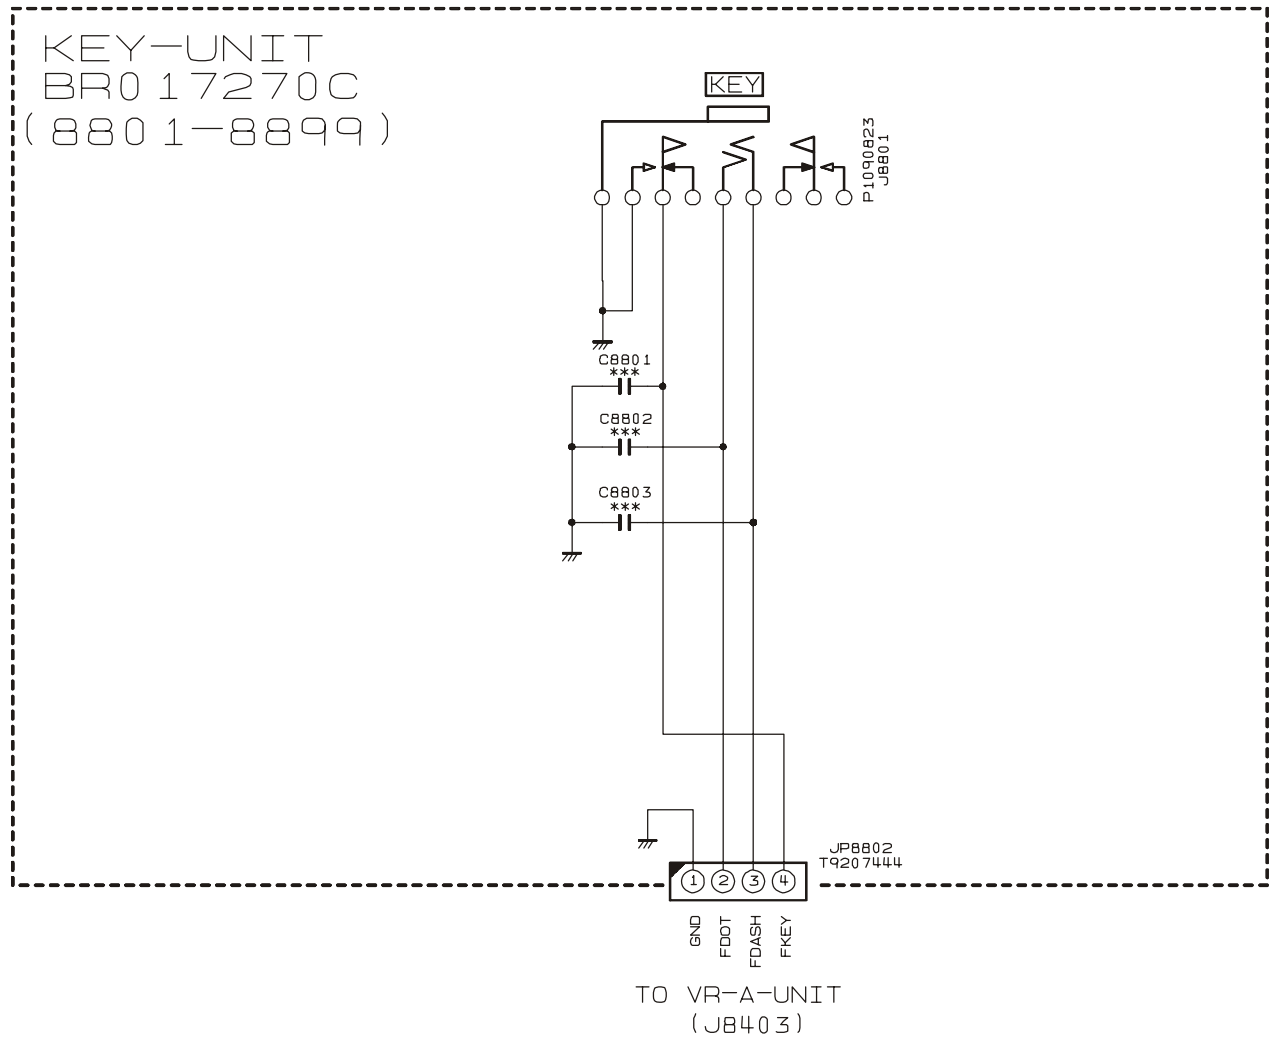 KEY-UNIT
BR017270C
(8801-8899)
KEY
P1090823
J8801
C8801
***
C8802
***
C8803
***
JP8802
T9207444
1 2 3 4
GND
FDOT
FDASH
FKEY
TO VR-A-UNIT
(J8403)